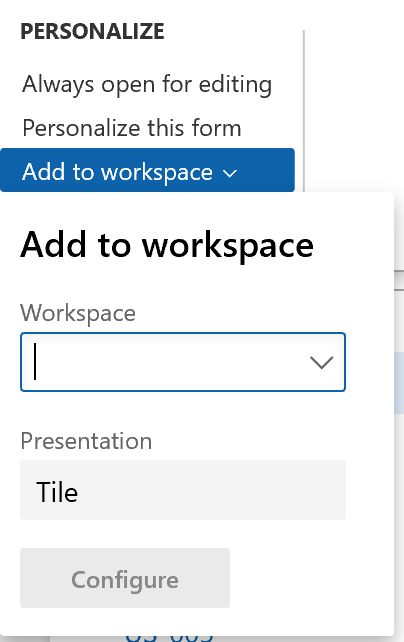 PERSONALIZE
Always open for editing
Personalize this form
Add to workspace
Add to workspace
Workspace
Presentation
Tile
Configure